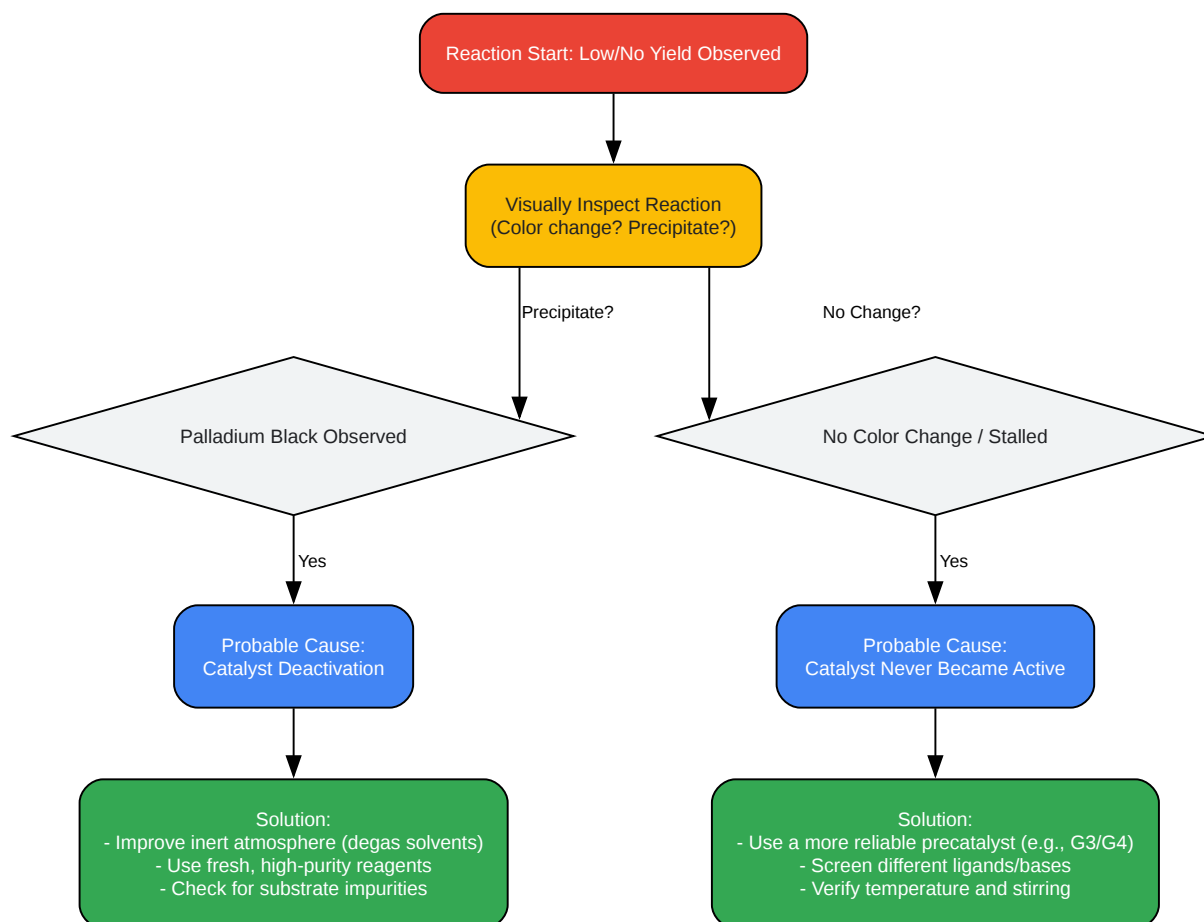 Reaction Start: Low/No Yield Observed
Visually Inspect Reaction
(Color change? Precipitate?)
Precipitate?
No Change?
Palladium Black Observed
No Color Change / Stalled
Yes
Yes
Probable Cause:
Catalyst Deactivation
Probable Cause:
Catalyst Never Became Active
Solution:
- Improve inert atmosphere (degas solvents)
- Use fresh, high-purity reagents
- Check for substrate impurities
Solution:
- Use a more reliable precatalyst (e.g., G3/G4)
- Screen different ligands/bases
- Verify temperature and stirring